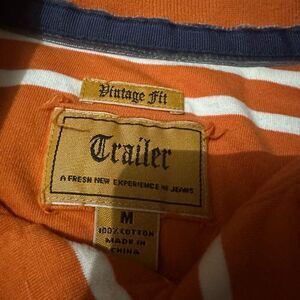 Vintage Fit
Trailer
A FRESH NEW EXPERIENCE IN JEANS
M
100% COTTON
MADE IN
CHINA